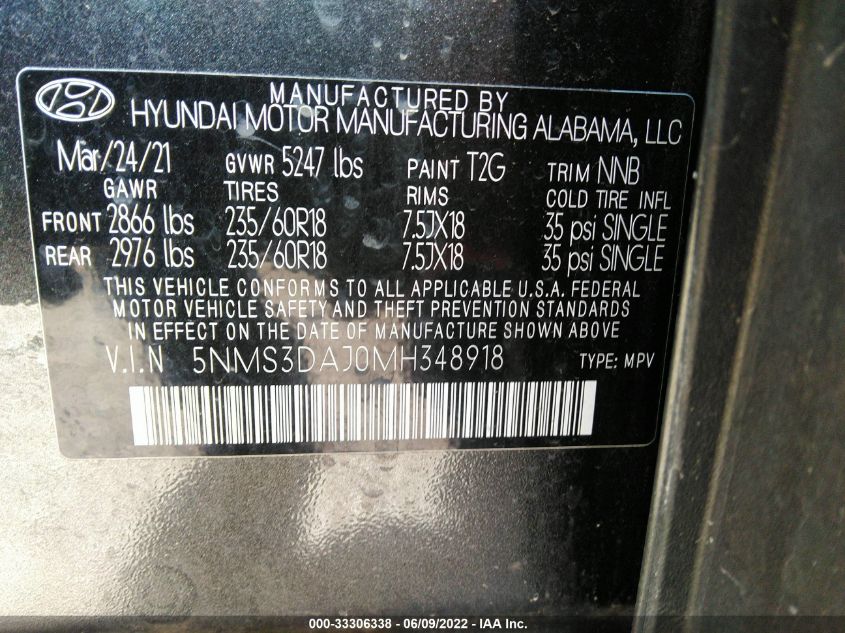 MANUFACTURED BY
HYUNDAI MOTOR MANUFACTURING ALABAMA, LLC
Mar/24/21 GVWR 5247 lbs PAINT T2G TRIM NNB
GAWR TIRES RIMS COLD TIRE INFL
FRONT 2866 lbs 235/60R18 7.5JX18 35 psi SINGLE
REAR 2976 lbs 235/60R18 7.5JX18 35 psi SINGLE
THIS VEHICLE CONFORMS TO ALL APPLICABLE U.S.A. FEDERAL
MOTOR VEHICLE SAFETY AND THEFT PREVENTION STANDARDS
IN EFFECT ON THE DATE OF MANUFACTURE SHOWN ABOVE
V.I.N 5NMS3DAJ0MH348918 TYPE: MPV
000-33306338 - 06/09/2022 - IAA Inc.